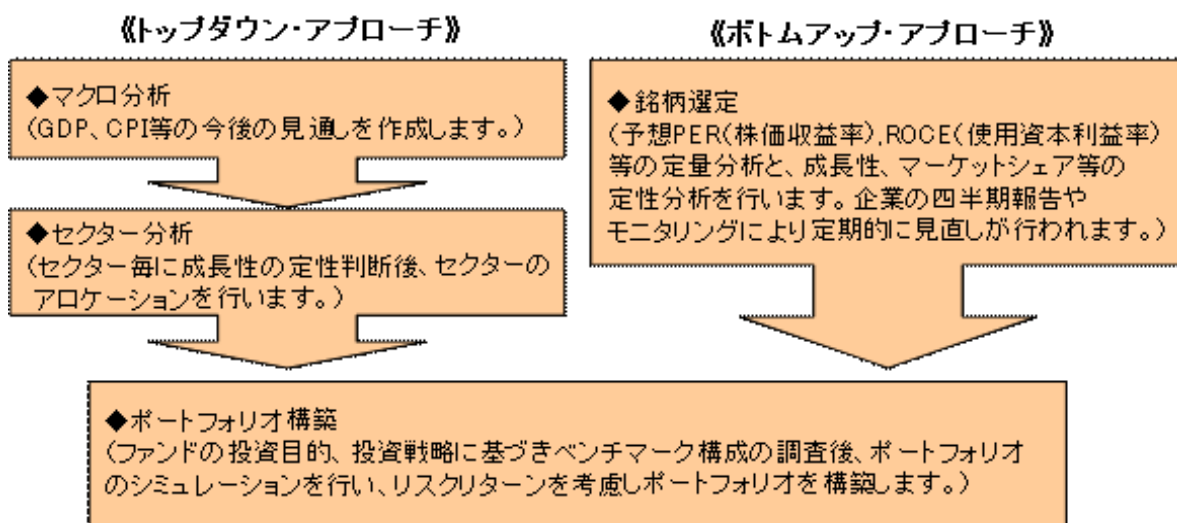 《トップダウン・アプローチ》
◆マクロ分析
(GDP、CPI等の今後の見通しを作成します。)
◆セクター分析
(セクター毎に成長性の定性判断後、セクターの
アロケーションを行います。)
《ボトムアップ・アプローチ》
◆銘柄選定
(予想PER(株価収益率),ROCE(使用資本利益率)
等の定量分析と、成長性、マーケットシェア等の
定性分析を行います。企業の四半期報告や
モニタリングにより定期的に見直しが行われます。)
◆ポートフォリオ構築
(ファンドの投資目的、投資戦略に基づきベンチマーク構成の調査後、ポートフォリオ
のシミュレーションを行い、リスクリターンを考慮しポートフォリオを構築します。)